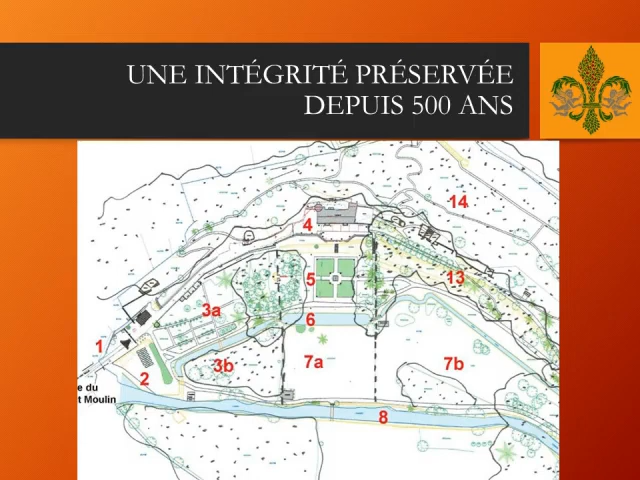 UNE INTÉGRITÉ PRÉSERVÉE
DEPUIS 500 ANS
14
4
13
5
3a
6
1
3b
7a
7b
2
e du
t Moulin
8